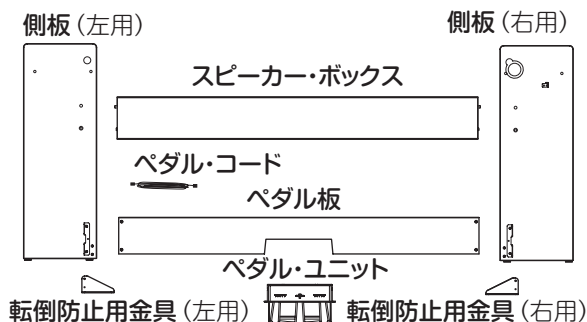 側板（左用）
側板（右用）
スピーカー・ボックス
ペダル・コード
ペダル板
ペダル・ユニット
転倒防止用金具（左用）
転倒防止用金具（右用）